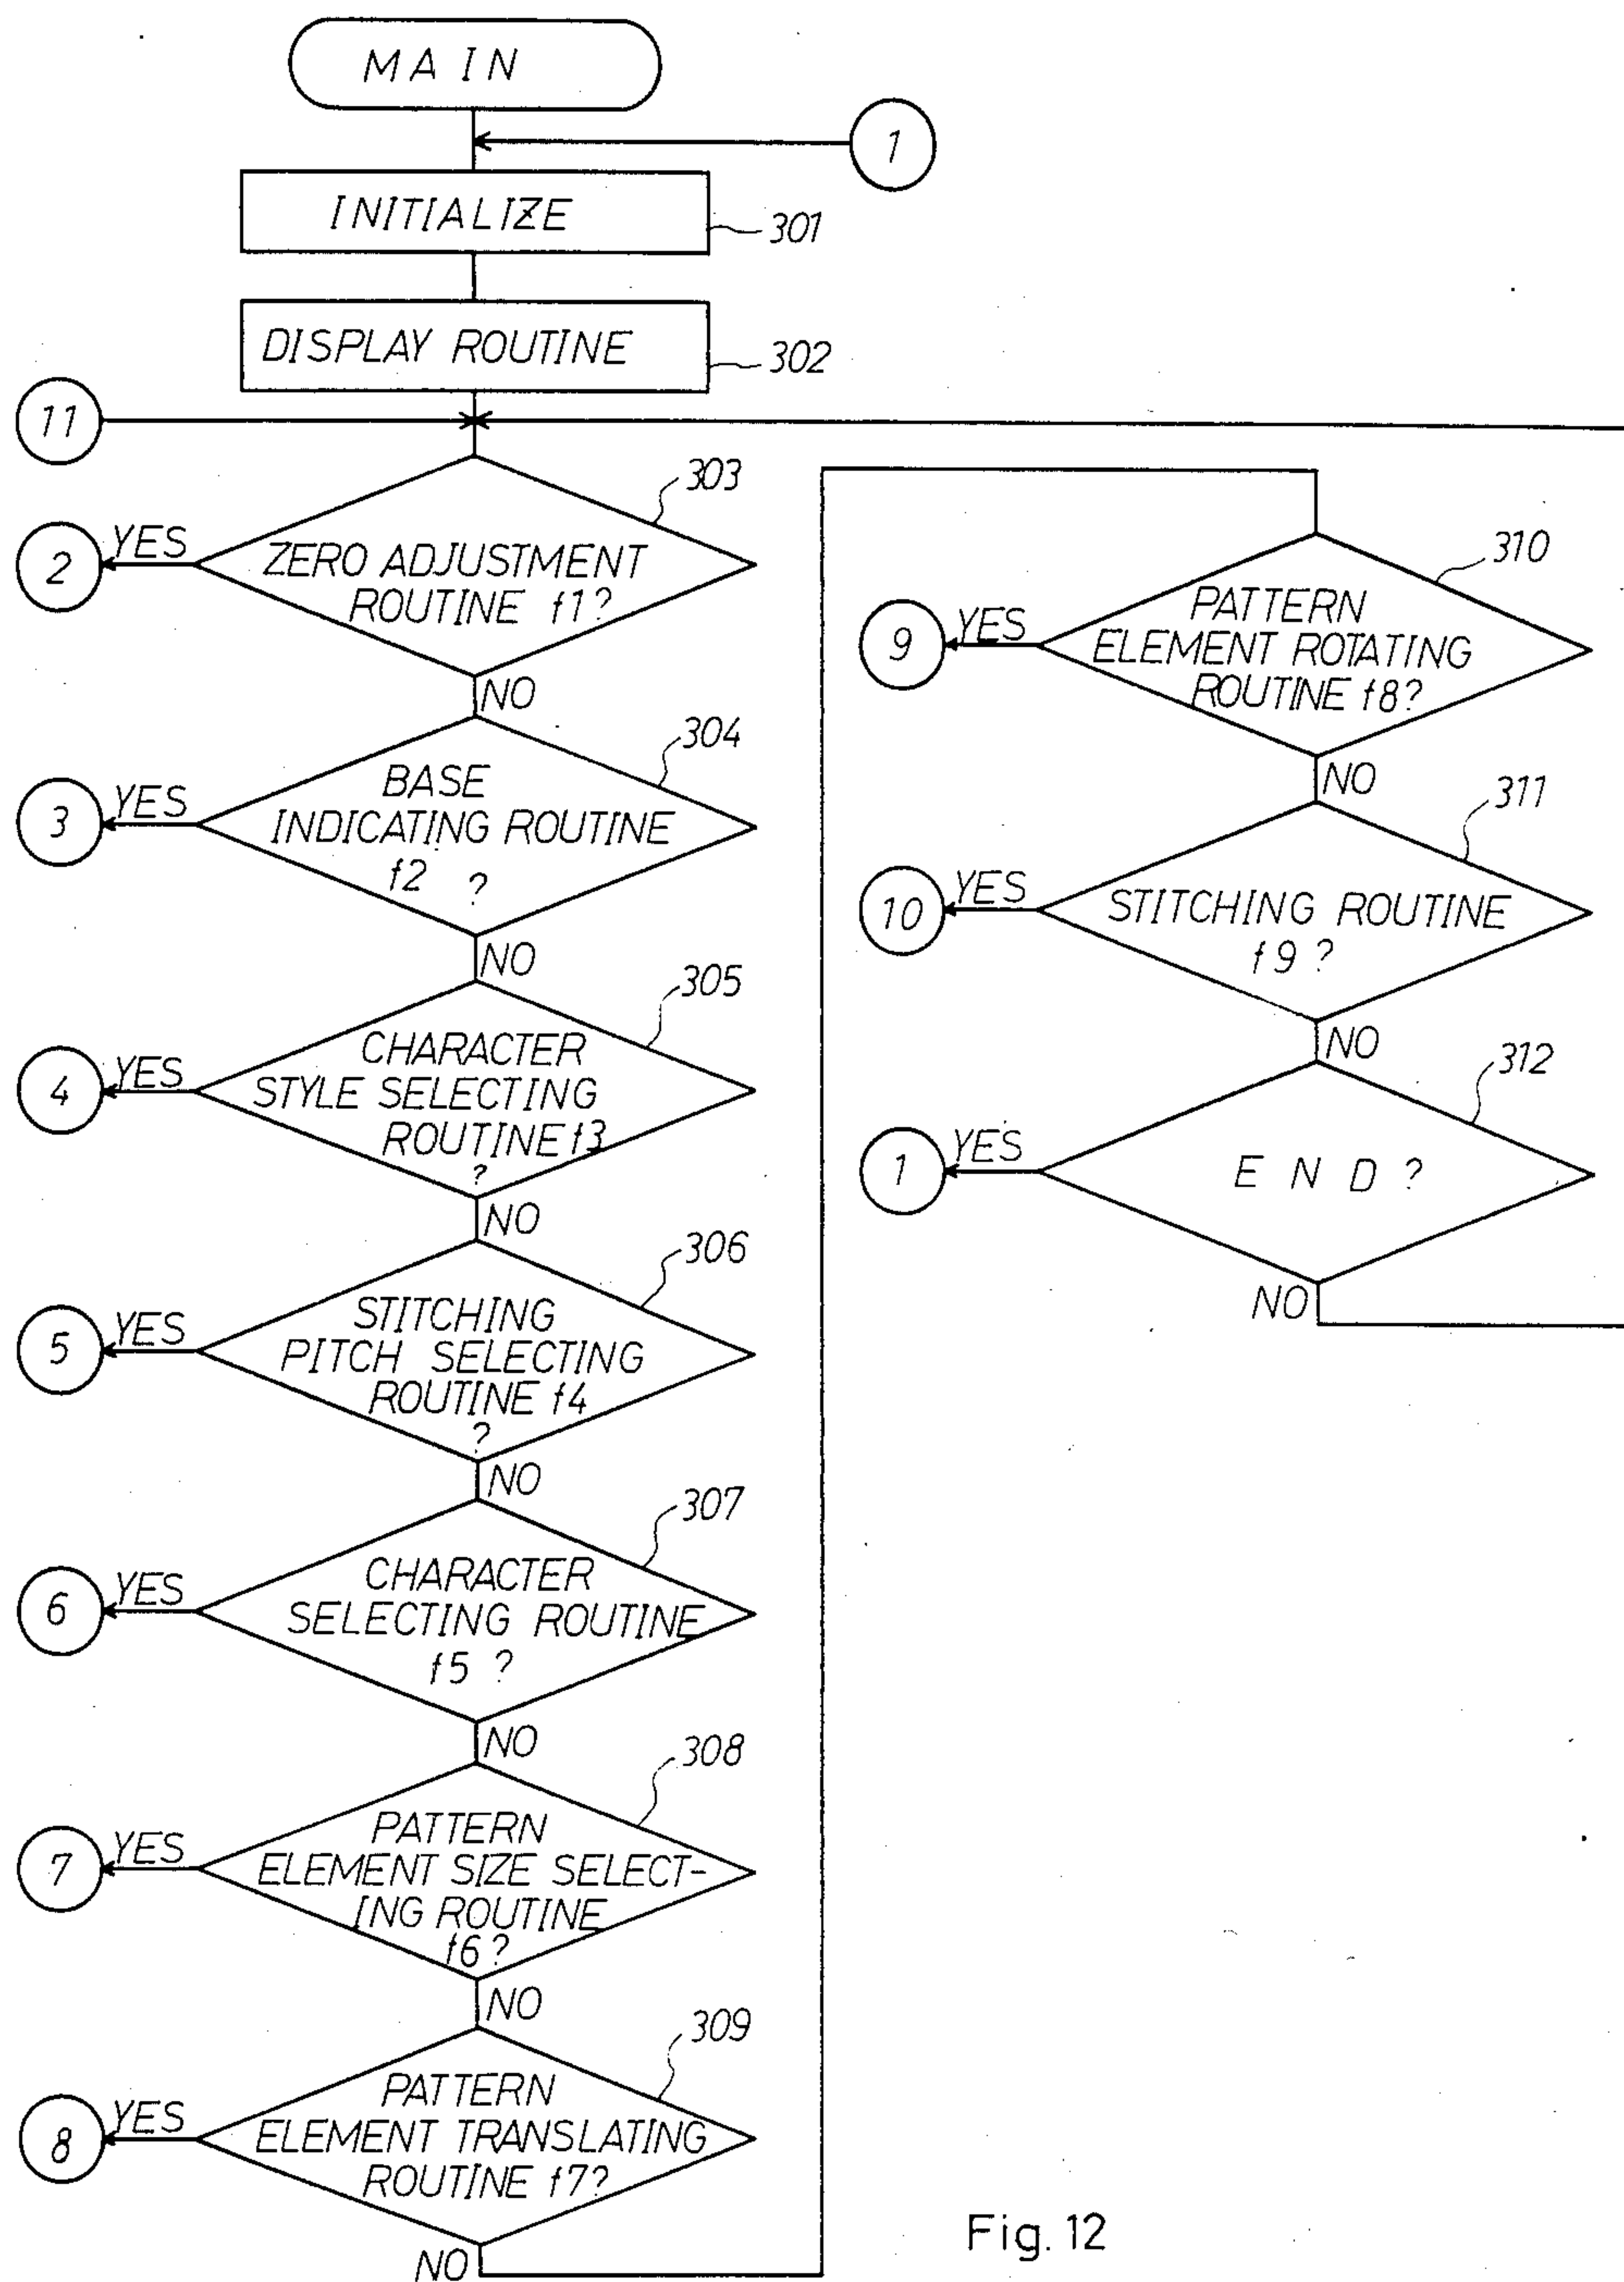 MAIN
1
INITIALIZE
301
DISPLAY ROUTINE
302
11
303
2
YES
ZERO ADJUSTMENT
ROUTINE f1?
NO
304
3
YES
BASE
INDICATING ROUTINE
f2 ?
NO
305
4
YES
CHARACTER
STYLE SELECTING
ROUTINE f3
?
NO
306
5
YES
STITCHING
PITCH SELECTING
ROUTINE f4
?
NO
307
6
YES
CHARACTER
SELECTING ROUTINE
f5 ?
NO
308
7
YES
PATTERN
ELEMENT SIZE SELECT-
ING ROUTINE
f6?
NO
309
8
YES
PATTERN
ELEMENT TRANSLATING
ROUTINE f7?
NO
310
9
YES
PATTERN
ELEMENT ROTATING
ROUTINE f8?
NO
311
10
YES
STITCHING ROUTINE
f9 ?
NO
312
1
YES
END?
NO
Fig. 12